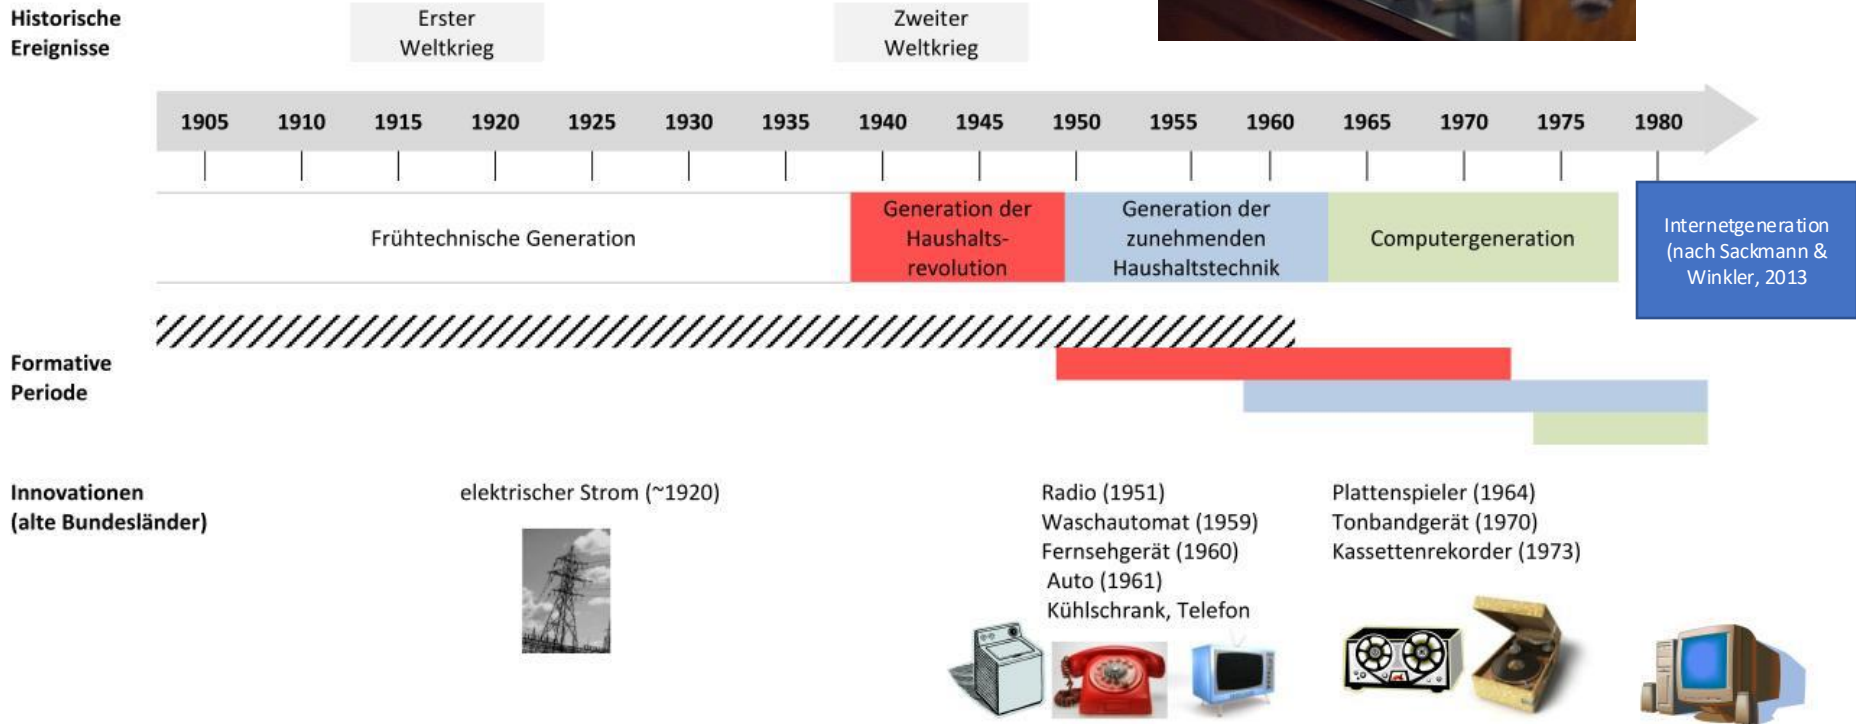 Historische
Ereignisse
Erster
Weltkrieg
Zweiter
Weltkrieg
1905 1910 1915 1920 1925 1930 1935 1940 1945 1950 1955 1960 1965 1970 1975 1980
Frühtechnische Generation
Generation der
Haushalts-
revolution
Generation der
zunehmenden
Haushaltstechnik
Computergeneration
Internetgeneration
(nach Sackmann &
Winkler, 2013
Formative
Periode
Innovationen
(alte Bundesländer)
elektrischer Strom (~1920)
Radio (1951)
Waschautomat (1959)
Fernsehgerät (1960)
Auto (1961)
Kühlschrank, Telefon
Plattenspieler (1964)
Tonbandgerät (1970)
Kassettenrekorder (1973)